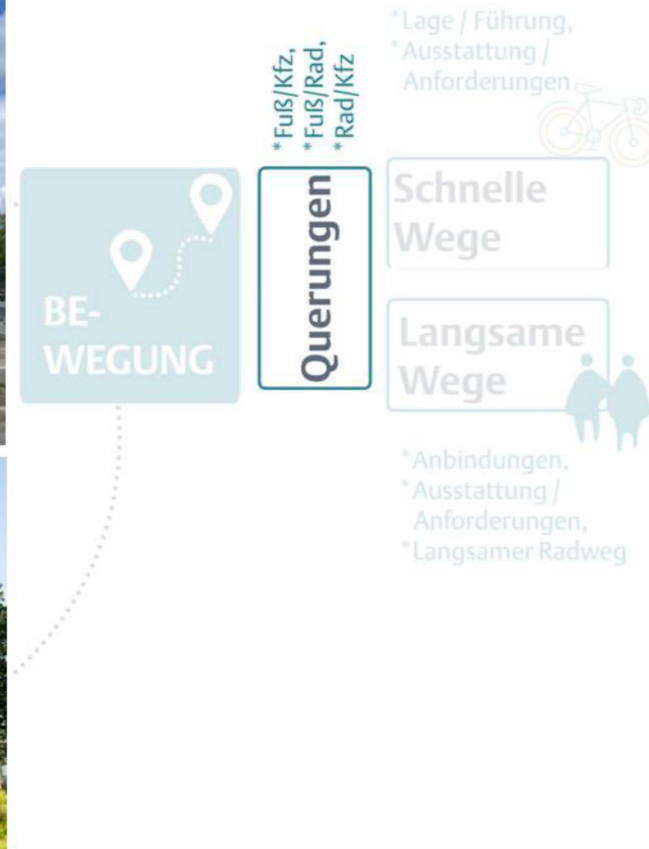 BE-
WEGUNG
*Fuß/Kfz,
*Fuß/Rad,
*Rad/Kfz
Querungen
*Lage / Führung,
*Ausstattung /
Anforderungen
Schnelle
Wege
Langsame
Wege
*Anbindungen,
*Ausstattung /
Anforderungen,
*Langsamer Radweg